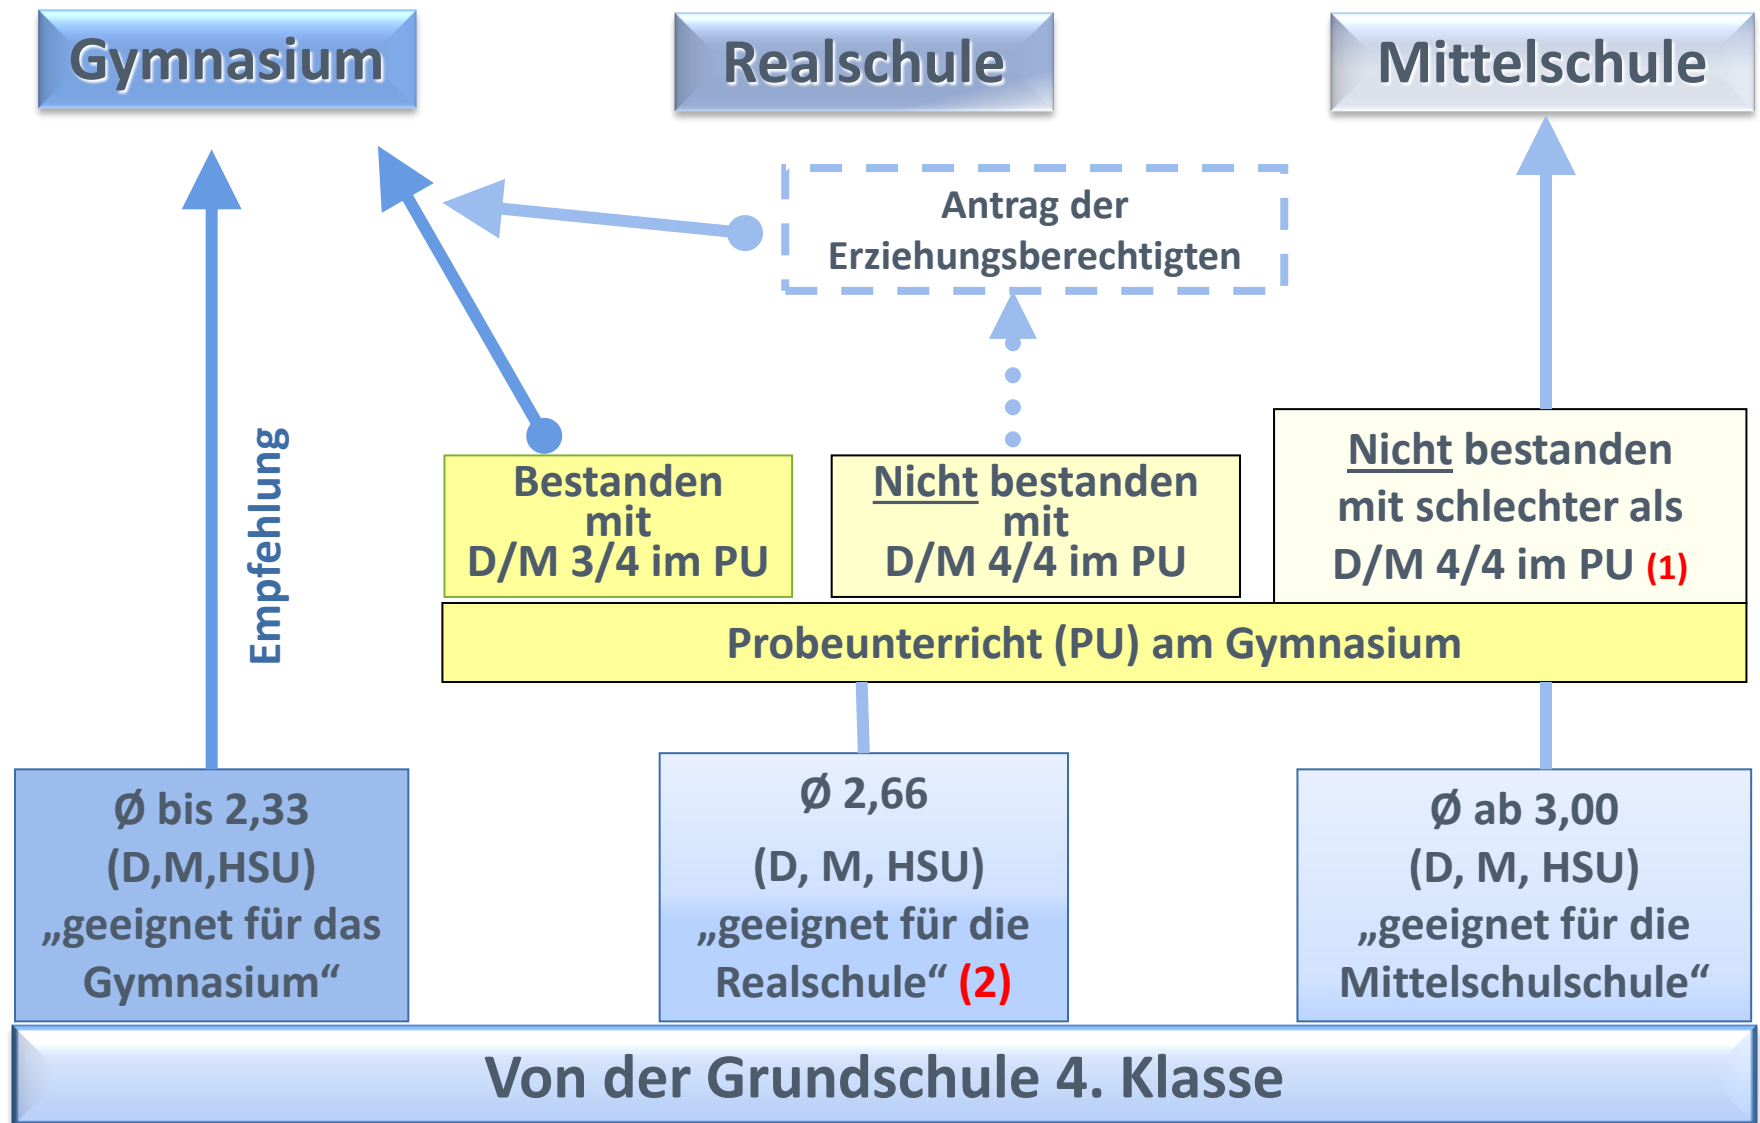 Gymnasium
Realschule
Mittelschule
Antrag der
Erziehungsberechtigten
Empfehlung
Bestanden
mit
D/M 3/4 im PU
Nicht bestanden
mit
D/M 4/4 im PU
Nicht bestanden
mit schlechter als
D/M 4/4 im PU (1)
Probeunterricht (PU) am Gymnasium
Ø bis 2,33
(D,M,HSU)
„geeignet für das
Gymnasium“
Ø 2,66
(D, M, HSU)
„geeignet für die
Realschule“ (2)
Ø ab 3,00
(D, M, HSU)
„geeignet für die
Mittelschulschule“
Von der Grundschule 4. Klasse